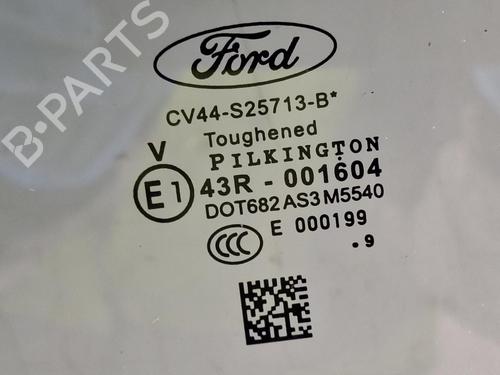 Ford
CV44-S25713-B*
V Toughened
PILKINGTON
E1 43R - 001604
DOT682 AS3 M5540
CCC E 000199
. 9
B-PARTS